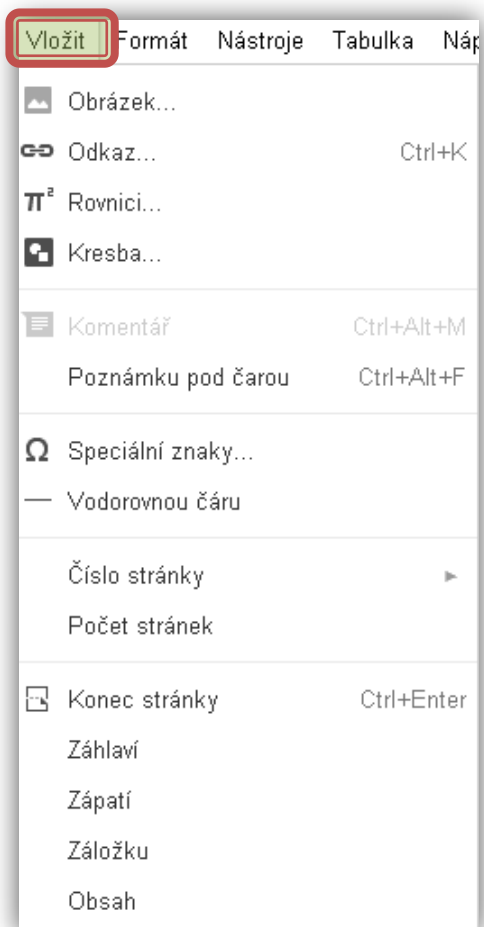 Vložit Formát Nástroje Tabulka
Obrázek...
Odkaz... Ctrl+K
π² Rovnici...
Kresba...
Komentář Ctrl+Alt+M
Poznámku pod čarou Ctrl+Alt+F
Ω Speciální znaky...
Vodorovnou čáru
Číslo stránky
Počet stránek
Konec stránky Ctrl+Enter
Záhlaví
Zápatí
Záložku
Obsah